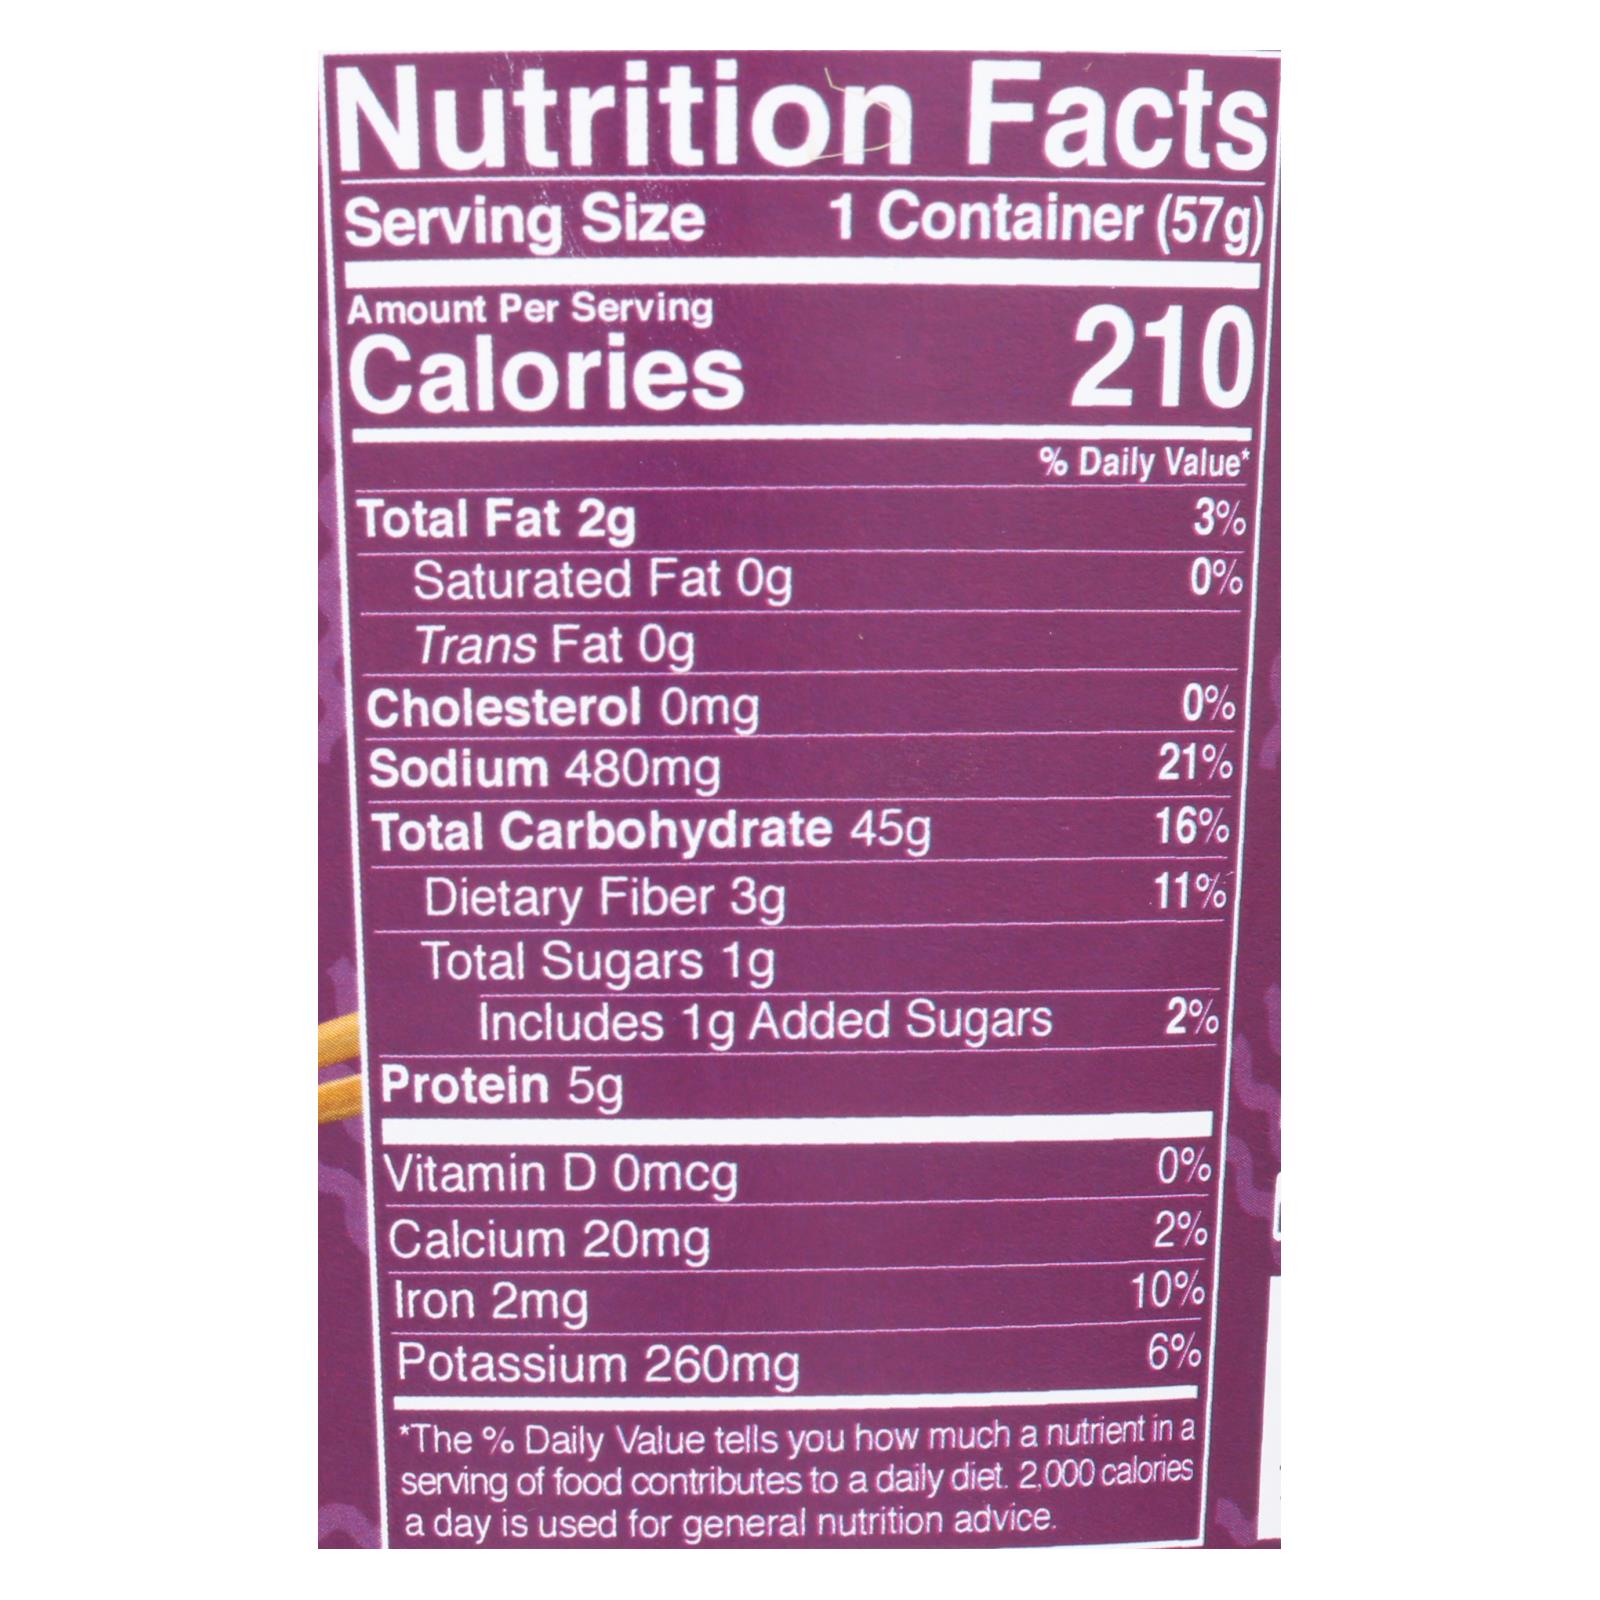 Nutrition Facts
Serving Size 1 Container (57g)
Amount Per Serving
Calories 210
% Daily Value*
Total Fat 2g 3%
Saturated Fat 0g 0%
Trans Fat 0g
Cholesterol 0mg 0%
Sodium 480mg 21%
Total Carbohydrate 45g 16%
Dietary Fiber 3g 11%
Total Sugars 1g
Includes 1g Added Sugars 2%
Protein 5g
Vitamin D 0mcg 0%
Calcium 20mg 2%
Iron 2mg 10%
Potassium 260mg 6%
*The % Daily Value tells you how much a nutrient in a
serving of food contributes to a daily diet. 2,000 calories
a day is used for general nutrition advice.